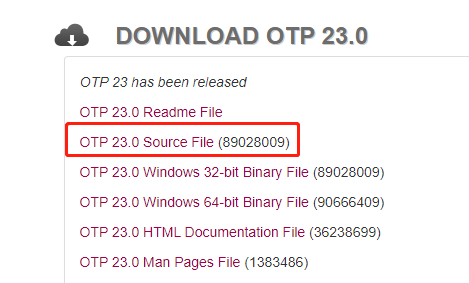 DOWNLOAD OTP 23.0
OTP 23 has been released
OTP 23.0 Readme File
OTP 23.0 Source File (89028009)
OTP 23.0 Windows 32-bit Binary File (89028009)
OTP 23.0 Windows 64-bit Binary File (90666409)
OTP 23.0 HTML Documentation File (36238699)
OTP 23.0 Man Pages File (1383486)